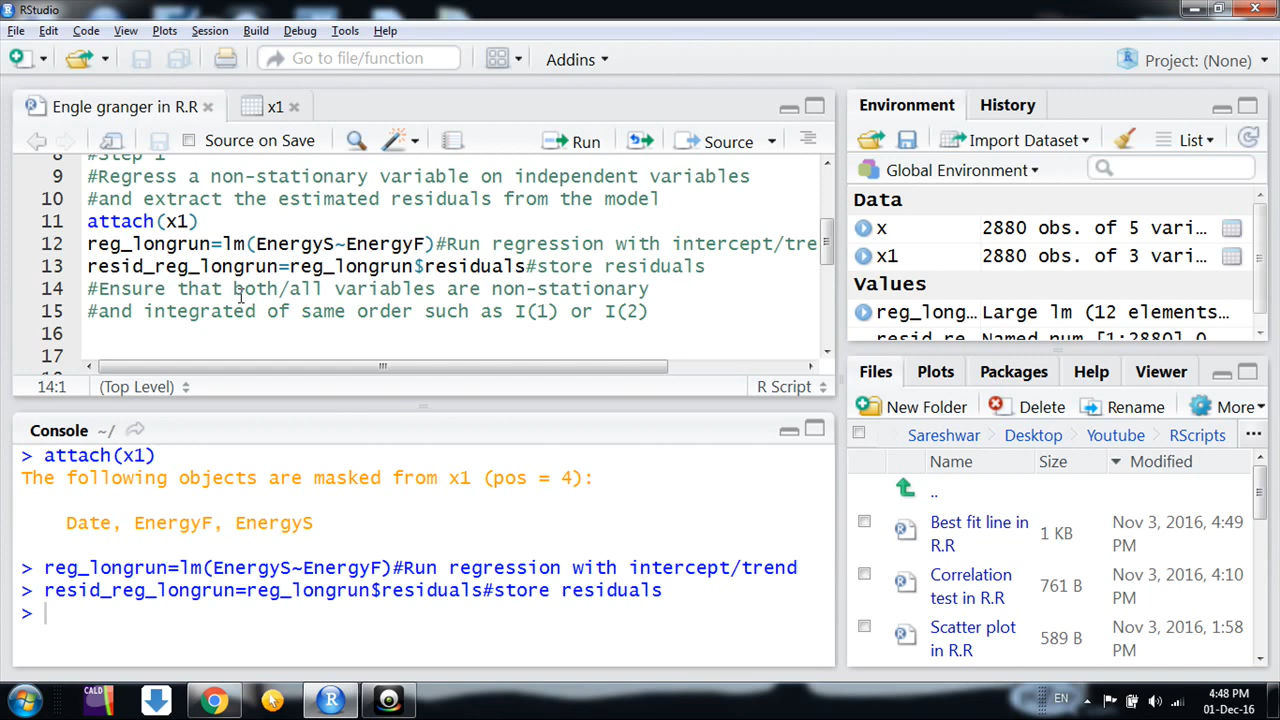 RStudio
File Edit Code View Plots Session Build Debug Tools Help
Go to file/function
Addins
Project: (None)
Engle granger in R.R
x1
Source on Save
Run
Source
8 #Step 1
9 #Regress a non-stationary variable on independent variables
10 #and extract the estimated residuals from the model
11 attach(x1)
12 reg_longrun=lm(EnergyS~EnergyF)#Run regression with intercept/tre
13 resid_reg_longrun=reg_longrun$residuals#store residuals
14 #Ensure that both/all variables are non-stationary
15 #and integrated of same order such as I(1) or I(2)
16
17
14:1 (Top Level) R Script
Console ~/
> attach(x1)
The following objects are masked from x1 (pos = 4):
Date, EnergyF, EnergyS
> reg_longrun=lm(EnergyS~EnergyF)#Run regression with intercept/trend
> resid_reg_longrun=reg_longrun$residuals#store residuals
>
Environment History
Import Dataset List
Global Environment
Data
x 2880 obs. of 5 vari...
x1 2880 obs. of 3 vari...
Values
reg_long... Large lm (12 elements...
resid_re... Named num [1:2880] 0
Files Plots Packages Help Viewer
New Folder Delete Rename More
Sareshwar Desktop Youtube RScripts ...
Name Size Modified
..
Best fit line in R.R 1 KB Nov 3, 2016, 4:49 PM
Correlation test in R.R 761 B Nov 3, 2016, 4:10 PM
Scatter plot in R.R 589 B Nov 3, 2016, 1:58 PM
CALD
EN
4:48 PM
01-Dec-16